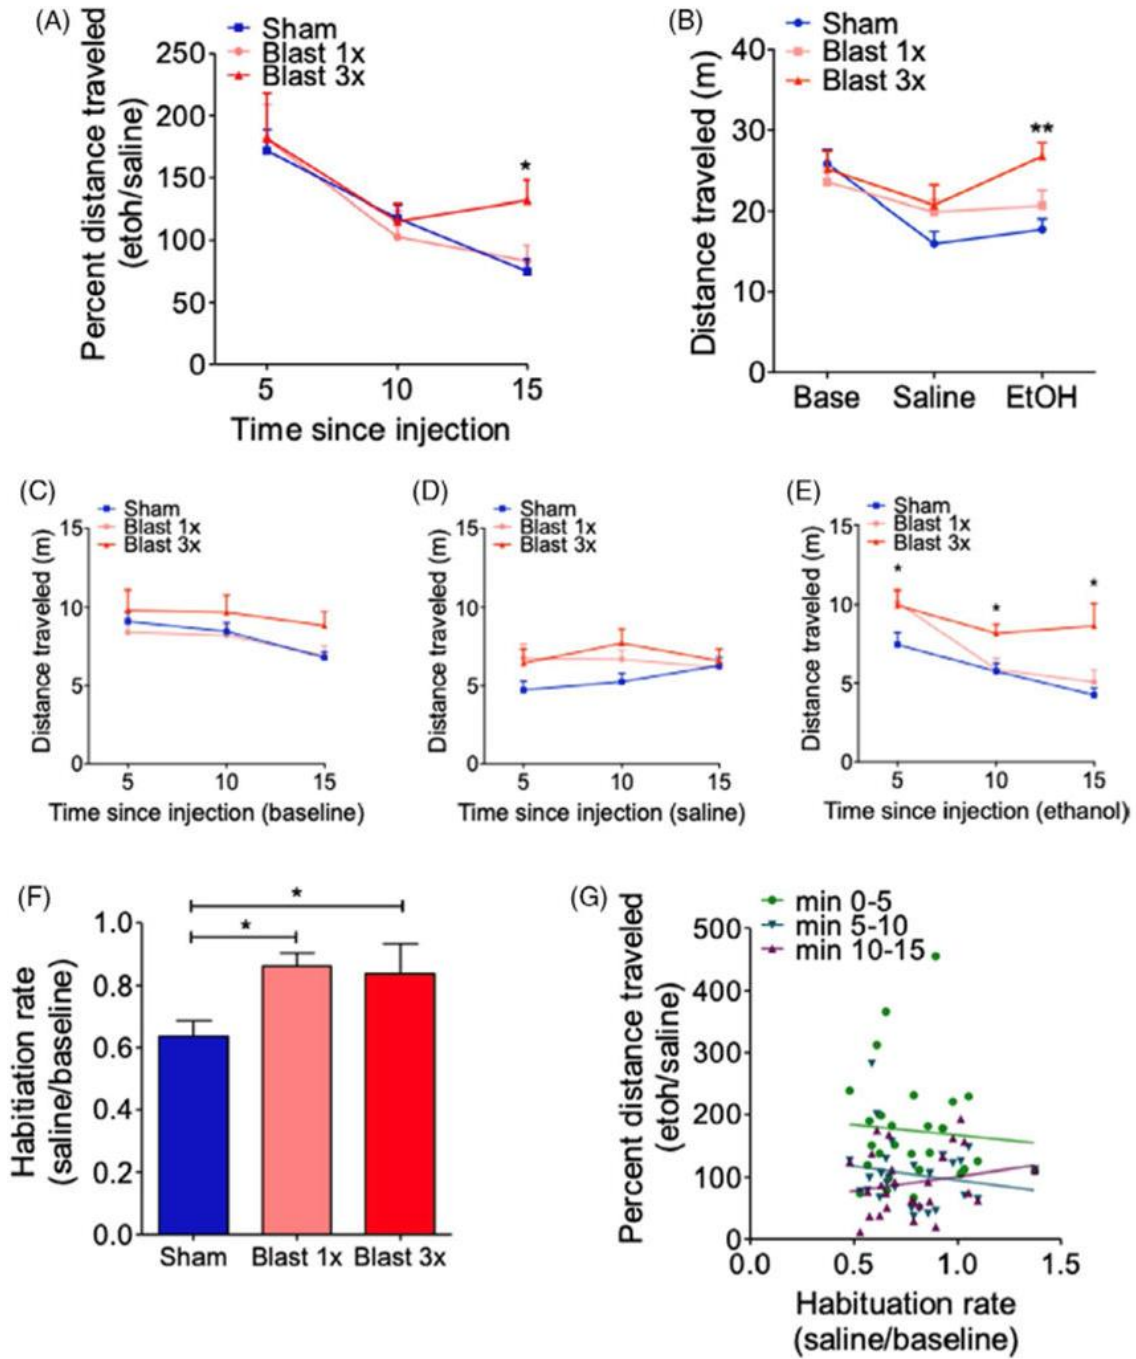 (A)
Sham
Blast 1x
Blast 3x
Percent distance traveled
(etoh/saline)
250
200
150
100
50
0
*
5 10 15
Time since injection
(B)
Sham
Blast 1x
Blast 3x
Distance traveled (m)
40
30
20
10
0
**
Base Saline EtOH
(C)
Sham
Blast 1x
Blast 3x
Distance traveled (m)
15
10
5
0
5 10 15
Time since injection (baseline)
(D)
Sham
Blast 1x
Blast 3x
Distance traveled (m)
15
10
5
0
5 10 15
Time since injection (saline)
(E)
Sham
Blast 1x
Blast 3x
Distance traveled (m)
15
10
5
0
* * *
5 10 15
Time since injection (ethanol)
(F)
Habitiation rate
(saline/baseline)
1.0
0.8
0.6
0.4
0.2
0.0
*
*
Sham Blast 1x Blast 3x
(G)
min 0-5
min 5-10
min 10-15
Percent distance traveled
(etoh/saline)
500
400
300
200
100
0
0.0 0.5 1.0 1.5
Habituation rate
(saline/baseline)